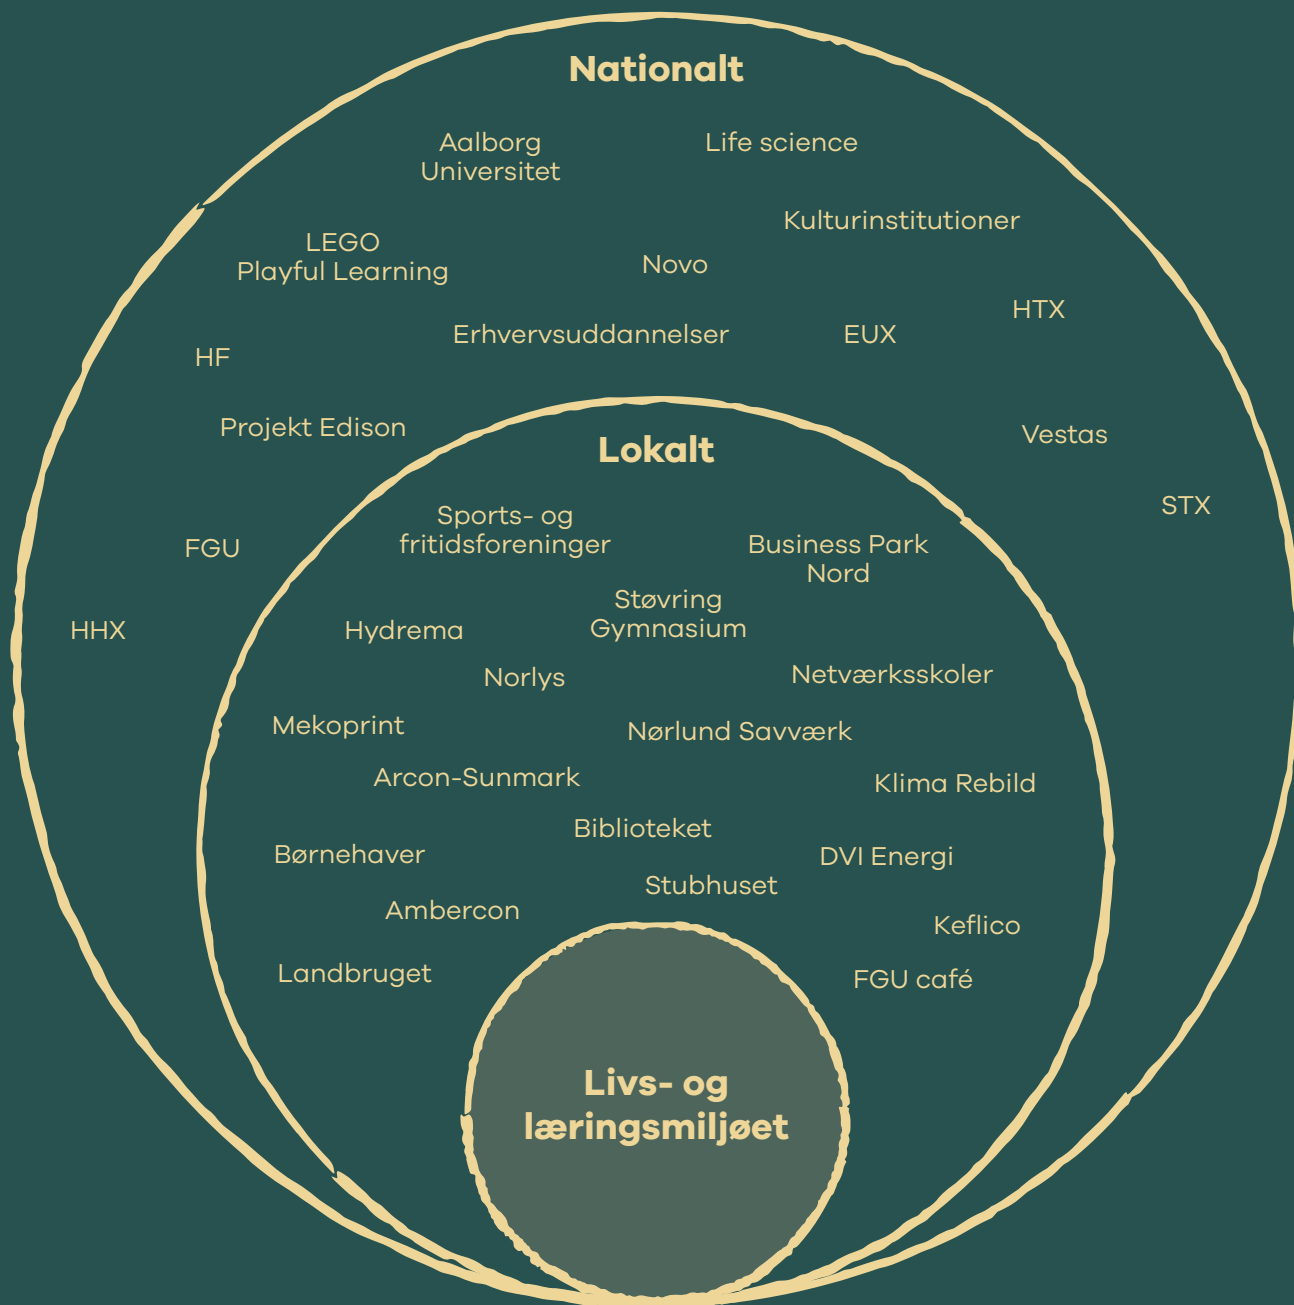 Nationalt
Aalborg
Universitet
Life science
Kulturinstitutioner
LEGO
Playful Learning
Novo
HTX
Erhvervsuddannelser
EUX
HF
Projekt Edison
Vestas
STX
FGU
HHX
Lokalt
Sports- og
fritidsforeninger
Business Park
Nord
Støvring
Gymnasium
Hydrema
Norlys
Netværksskoler
Mekoprint
Nørlund Savværk
Arcon-Sunmark
Klima Rebild
Biblioteket
Børnehaver
DVI Energi
Stubhuset
Ambercon
Keflico
Landbruget
FGU café
Livs- og
læringsmiljøet